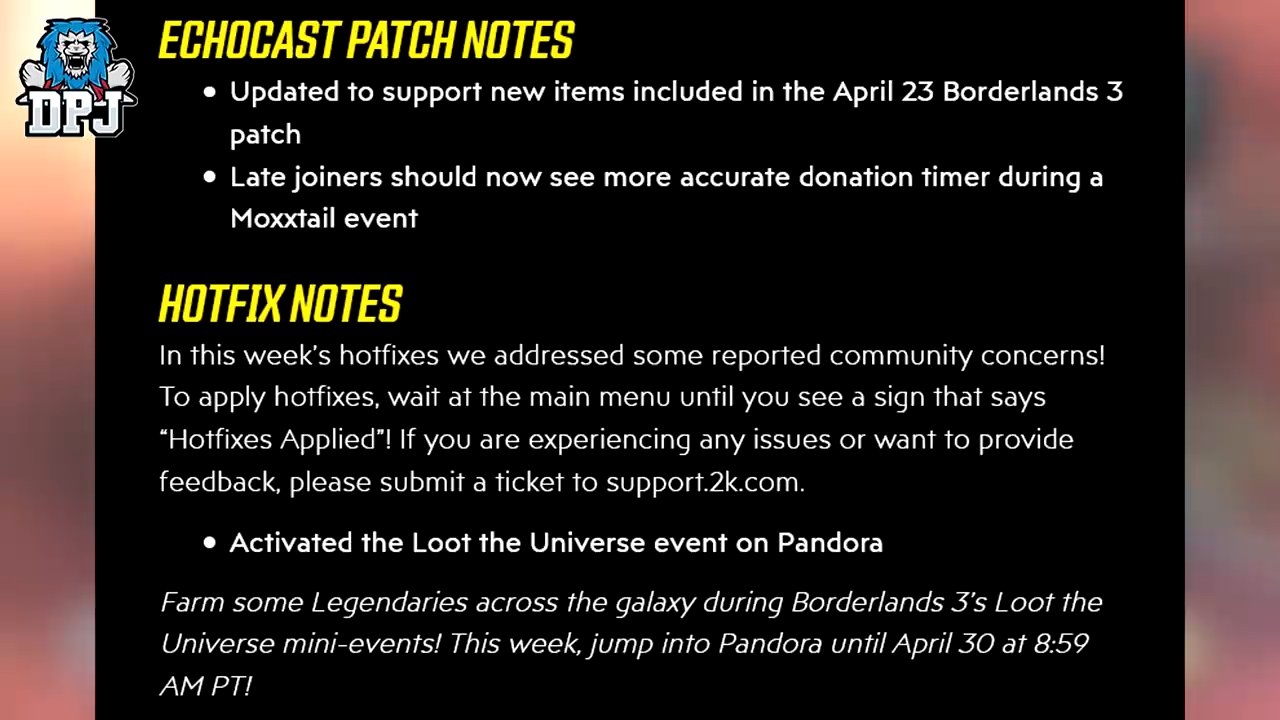 DPJ
ECHOCAST PATCH NOTES
• Updated to support new items included in the April 23 Borderlands 3
patch
• Late joiners should now see more accurate donation timer during a
Moxxtail event
HOTFIX NOTES
In this week’s hotfixes we addressed some reported community concerns!
To apply hotfixes, wait at the main menu until you see a sign that says
“Hotfixes Applied”! If you are experiencing any issues or want to provide
feedback, please submit a ticket to support.2k.com.
• Activated the Loot the Universe event on Pandora
Farm some Legendaries across the galaxy during Borderlands 3’s Loot the
Universe mini-events! This week, jump into Pandora until April 30 at 8:59
AM PT!